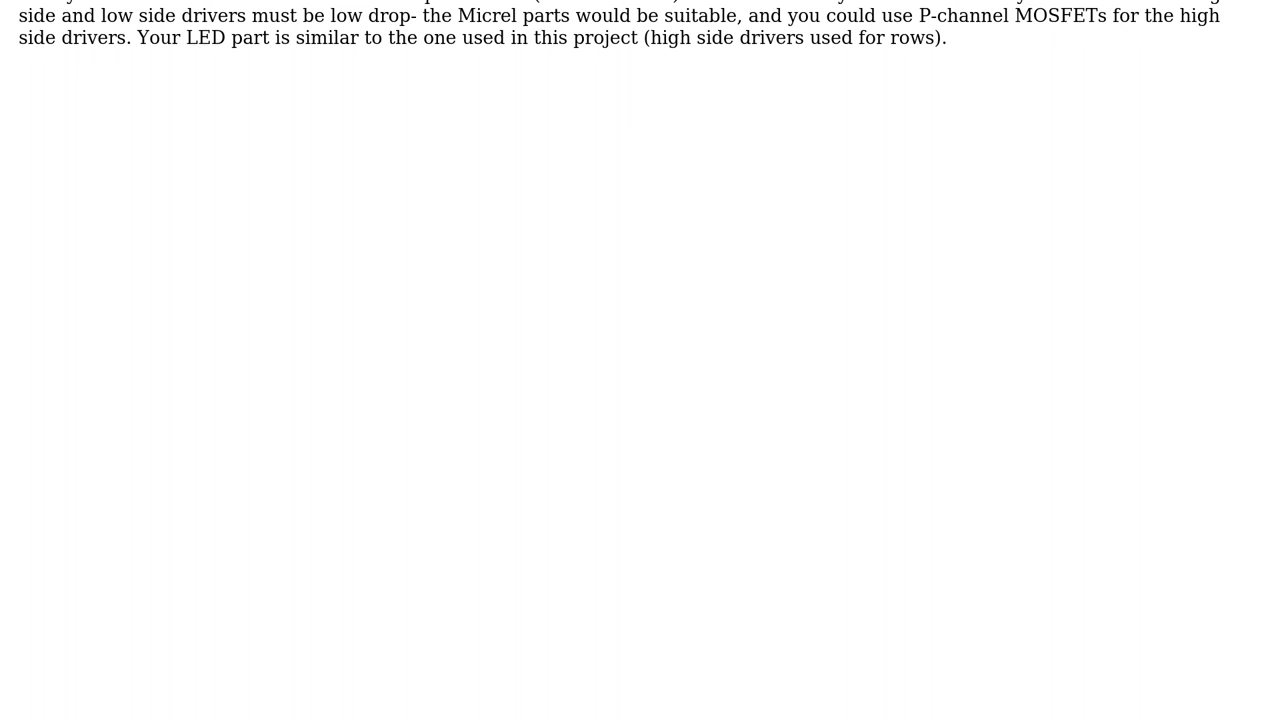 side and low side drivers must be low drop- the Micrel parts would be suitable, and you could use P-channel MOSFETs for the high
side drivers. Your LED part is similar to the one used in this project (high side drivers used for rows).